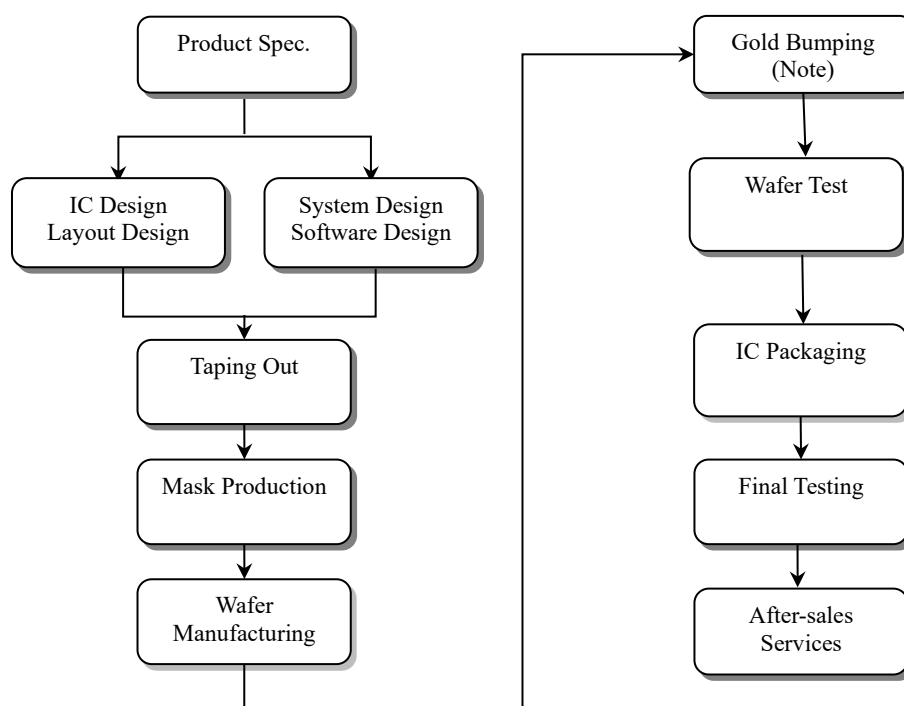 Product Spec.
IC Design
Layout Design
System Design
Software Design
Taping Out
Mask Production
Wafer
Manufacturing
Gold Bumping
(Note)
Wafer Test
IC Packaging
Final Testing
After-sales
Services